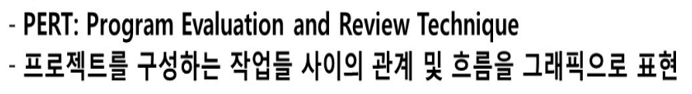 - PERT: Program Evaluation and Review Technique
- 프로젝트를 구성하는 작업들 사이의 관계 및 흐름을 그래픽으로 표현